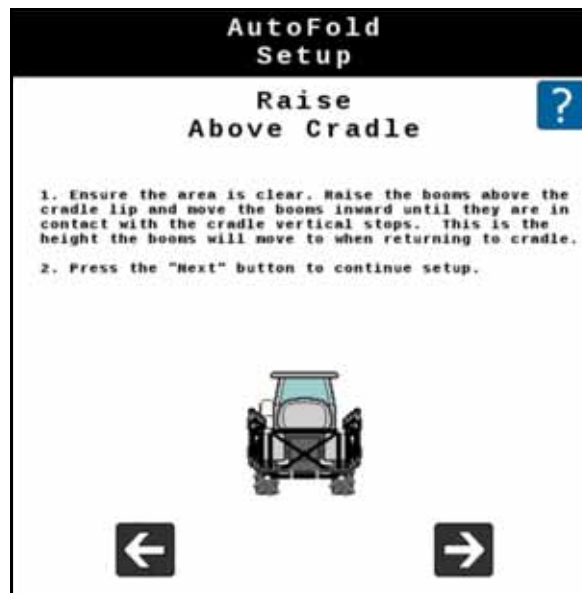 AutoFold
Setup
Raise
Above Cradle
?
1. Ensure the area is clear. Raise the booms above the
cradle lip and move the booms inward until they are in
contact with the cradle vertical stops. This is the
height the booms will move to when returning to cradle.
2. Press the "Next" button to continue setup.